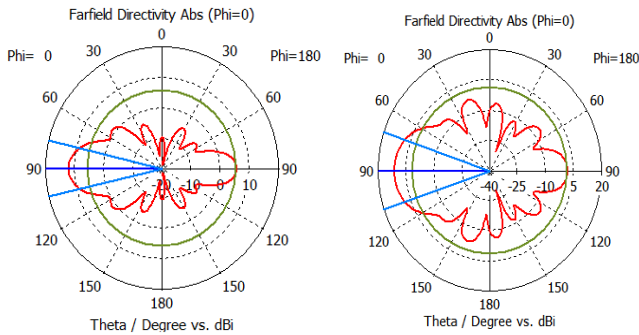 Farfield Directivity Abs (Phi=0)
0
30 30
Phi= 0 Phi=180
60 60
90 90
-10 10
120 120
150 150
180
Theta / Degree vs. dBi
Farfield Directivity Abs (Phi=0)
0
30 30
Phi= 0 Phi=180
60 60
90 90
-40 -25 -10 5 20
120 120
150 150
180
Theta / Degree vs. dBi